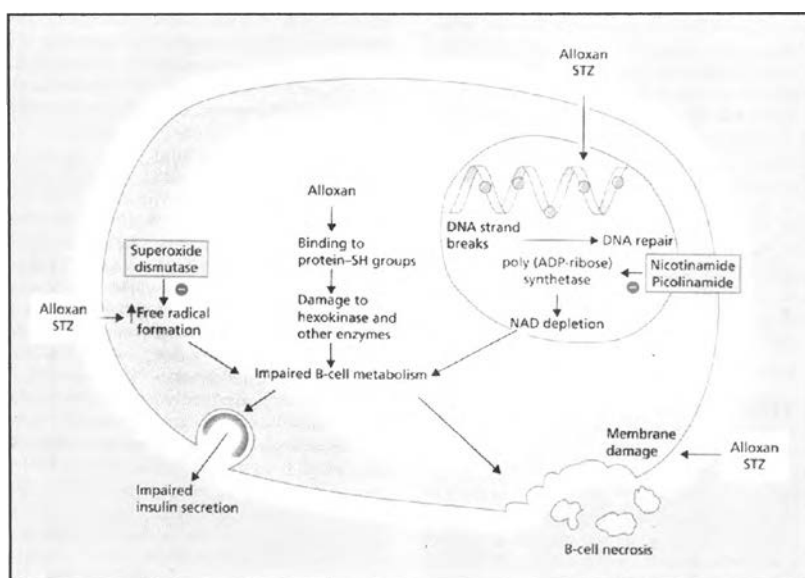 Alloxan
STZ
Alloxan
DNA strand
breaks
DNA repair
Binding to
protein–SH groups
poly (ADP-ribose)
synthetase
Nicotinamide
Picolinamide
Superoxide
dismutase
Alloxan
STZ
Free radical
formation
Damage to
hexokinase and
other enzymes
NAD depletion
Impaired B-cell metabolism
Membrane
damage
Alloxan
STZ
Impaired
insulin secretion
B-cell necrosis